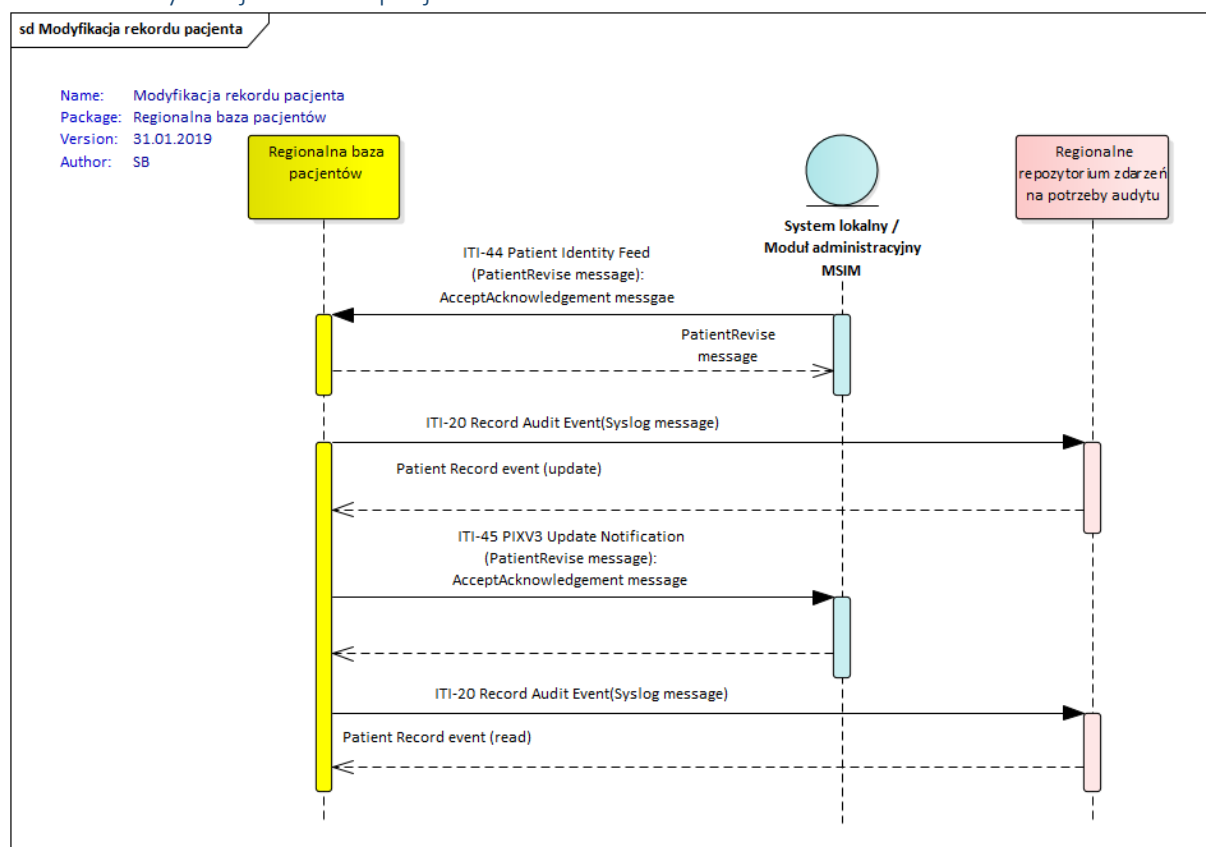 sd Modyfikacja rekordu pacjenta
Name: Modyfikacja rekordu pacjenta
Package: Regionalna baza pacjentów
Version: 31.01.2019
Author: SB
Regionalna baza
pacjentów
System lokalny /
Moduł administracyjny
MSIM
Regionalne
repozytorium zdarzeń
na potrzeby audytu
ITI-44 Patient Identity Feed
(PatientRevise message):
AcceptAcknowledgement messgae
PatientRevise
message
ITI-20 Record Audit Event(Syslog message)
Patient Record event (update)
ITI-45 PIXV3 Update Notification
(PatientRevise message):
AcceptAcknowledgement message
ITI-20 Record Audit Event(Syslog message)
Patient Record event (read)